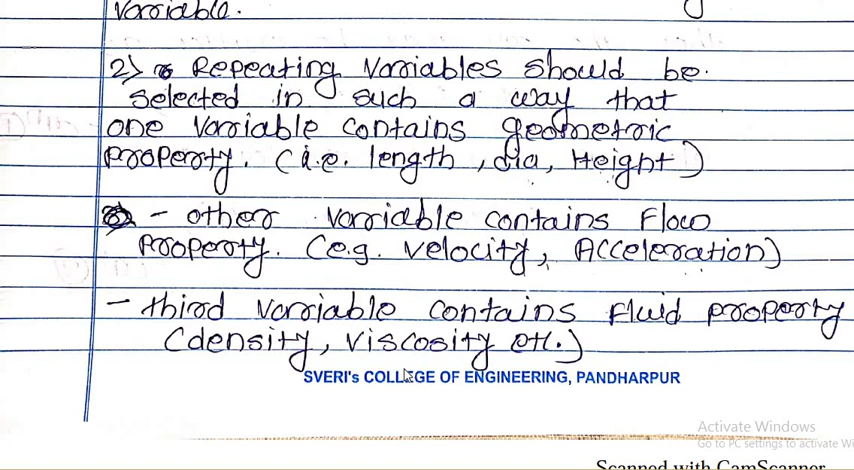 variable.
2) Repeating variables should be.
selected in such a way that
one variable contains geometric
property. (i.e. length, dia, Height)
- other variable contains Flow
property. (e.g. velocity, Acceleration)
- third variable contains fluid property
(density, viscosity etc.)
SVERI's COLLEGE OF ENGINEERING, PANDHARPUR
Activate Windows
Go to PC settings to activate Wi
Scanned with CamScanner